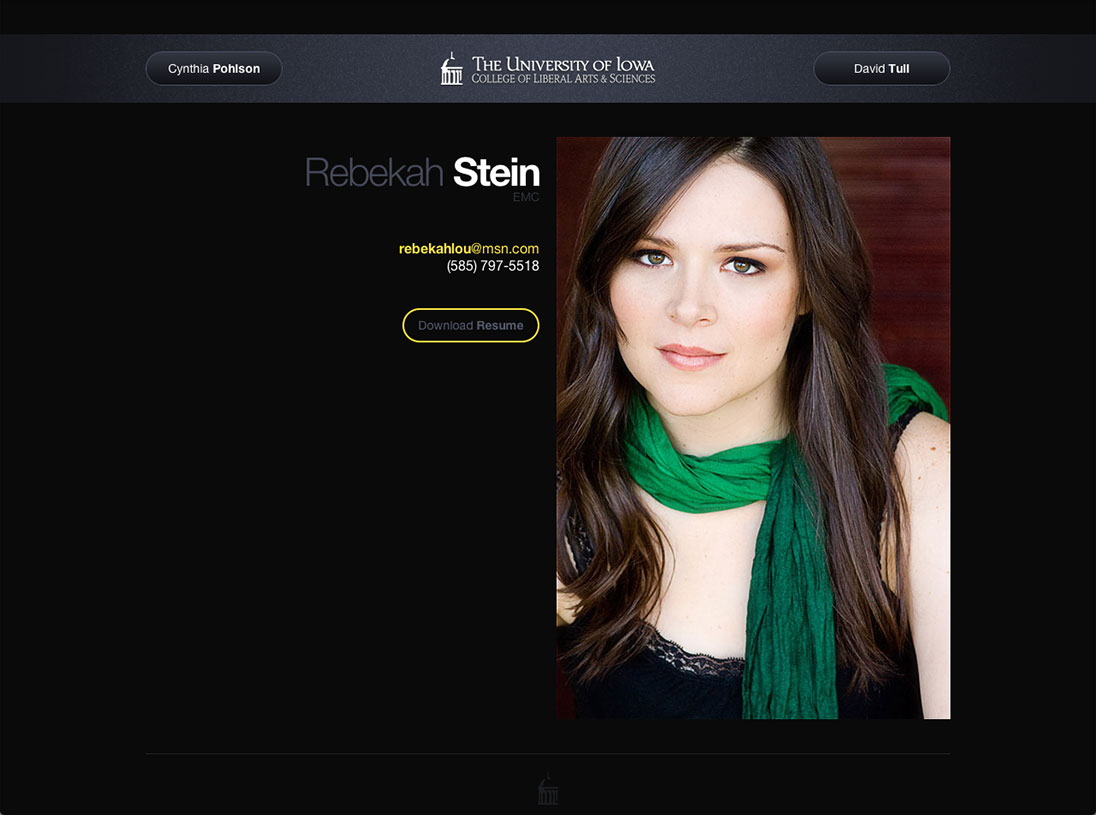 Cynthia Pohlson
THE UNIVERSITY OF IOWA
COLLEGE OF LIBERAL ARTS & SCIENCES
David Tull
Rebekah Stein
EMC
rebekahlou@msn.com
(585) 797-5518
Download Resume